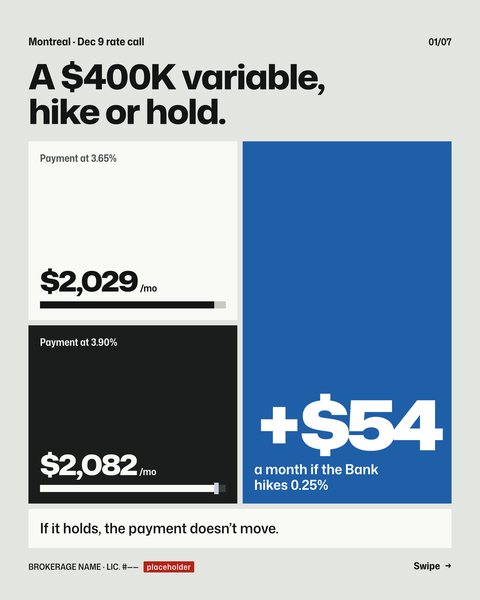 Montreal · Dec 9 rate call
01/07
A $400K variable,
hike or hold.
Payment at 3.65%
$2,029 /mo
Payment at 3.90%
$2,082 /mo
+$54
a month if the Bank
hikes 0.25%
If it holds, the payment doesn’t move.
BROKERAGE NAME · LIC. #—— placeholder
Swipe →